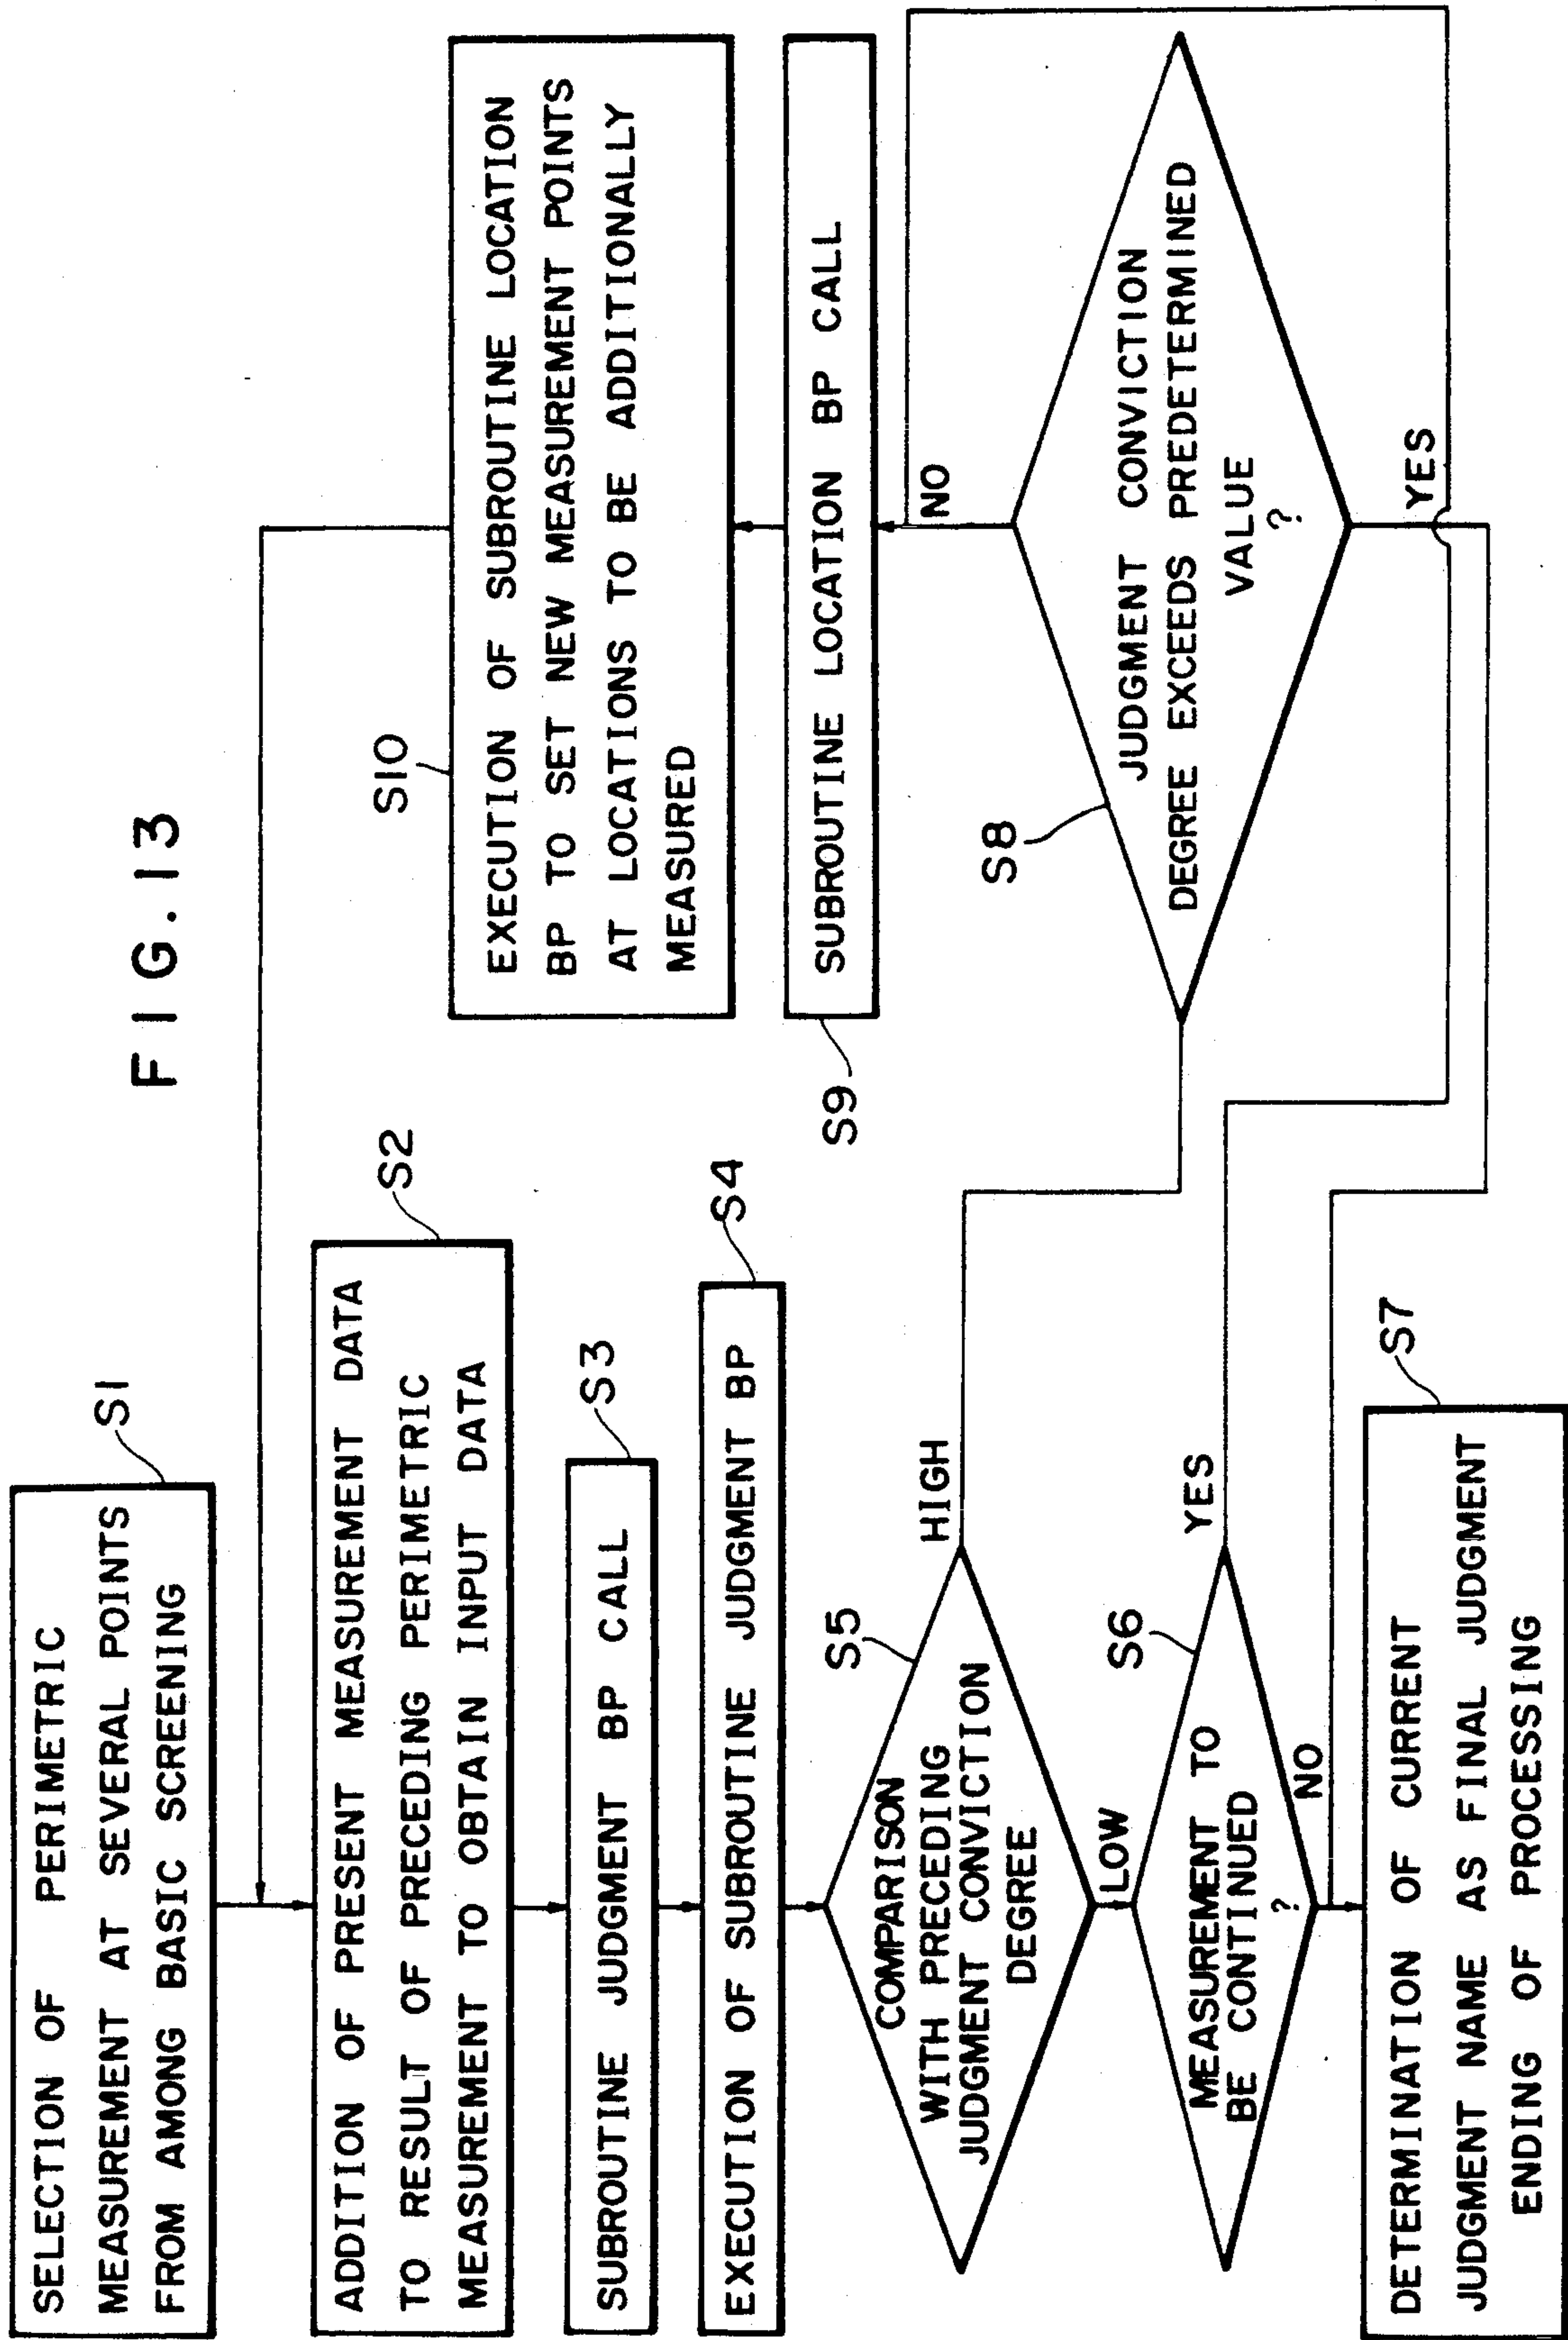 FIG.13
SELECTION OF PERIMETRIC
MEASUREMENT AT SEVERAL POINTS
FROM AMONG BASIC SCREENING
S1
ADDITION OF PRESENT MEASUREMENT DATA
TO RESULT OF PRECEDING PERIMETRIC
MEASUREMENT TO OBTAIN INPUT DATA
S2
SUBROUTINE JUDGMENT BP CALL
S3
EXECUTION OF SUBROUTINE JUDGMENT BP
S4
COMPARISON
WITH PRECEDING
JUDGMENT CONVICTION
DEGREE
S5
HIGH
LOW
MEASUREMENT TO
BE CONTINUED
?
S6
YES
NO
DETERMINATION OF CURRENT
JUDGMENT NAME AS FINAL JUDGMENT
ENDING OF PROCESSING
S7
S10
EXECUTION OF SUBROUTINE LOCATION
BP TO SET NEW MEASUREMENT POINTS
AT LOCATIONS TO BE ADDITIONALLY
MEASURED
SUBROUTINE LOCATION BP CALL
S9
NO
S8
JUDGMENT CONVICTION
DEGREE EXCEEDS PREDETERMINED
VALUE
?
YES